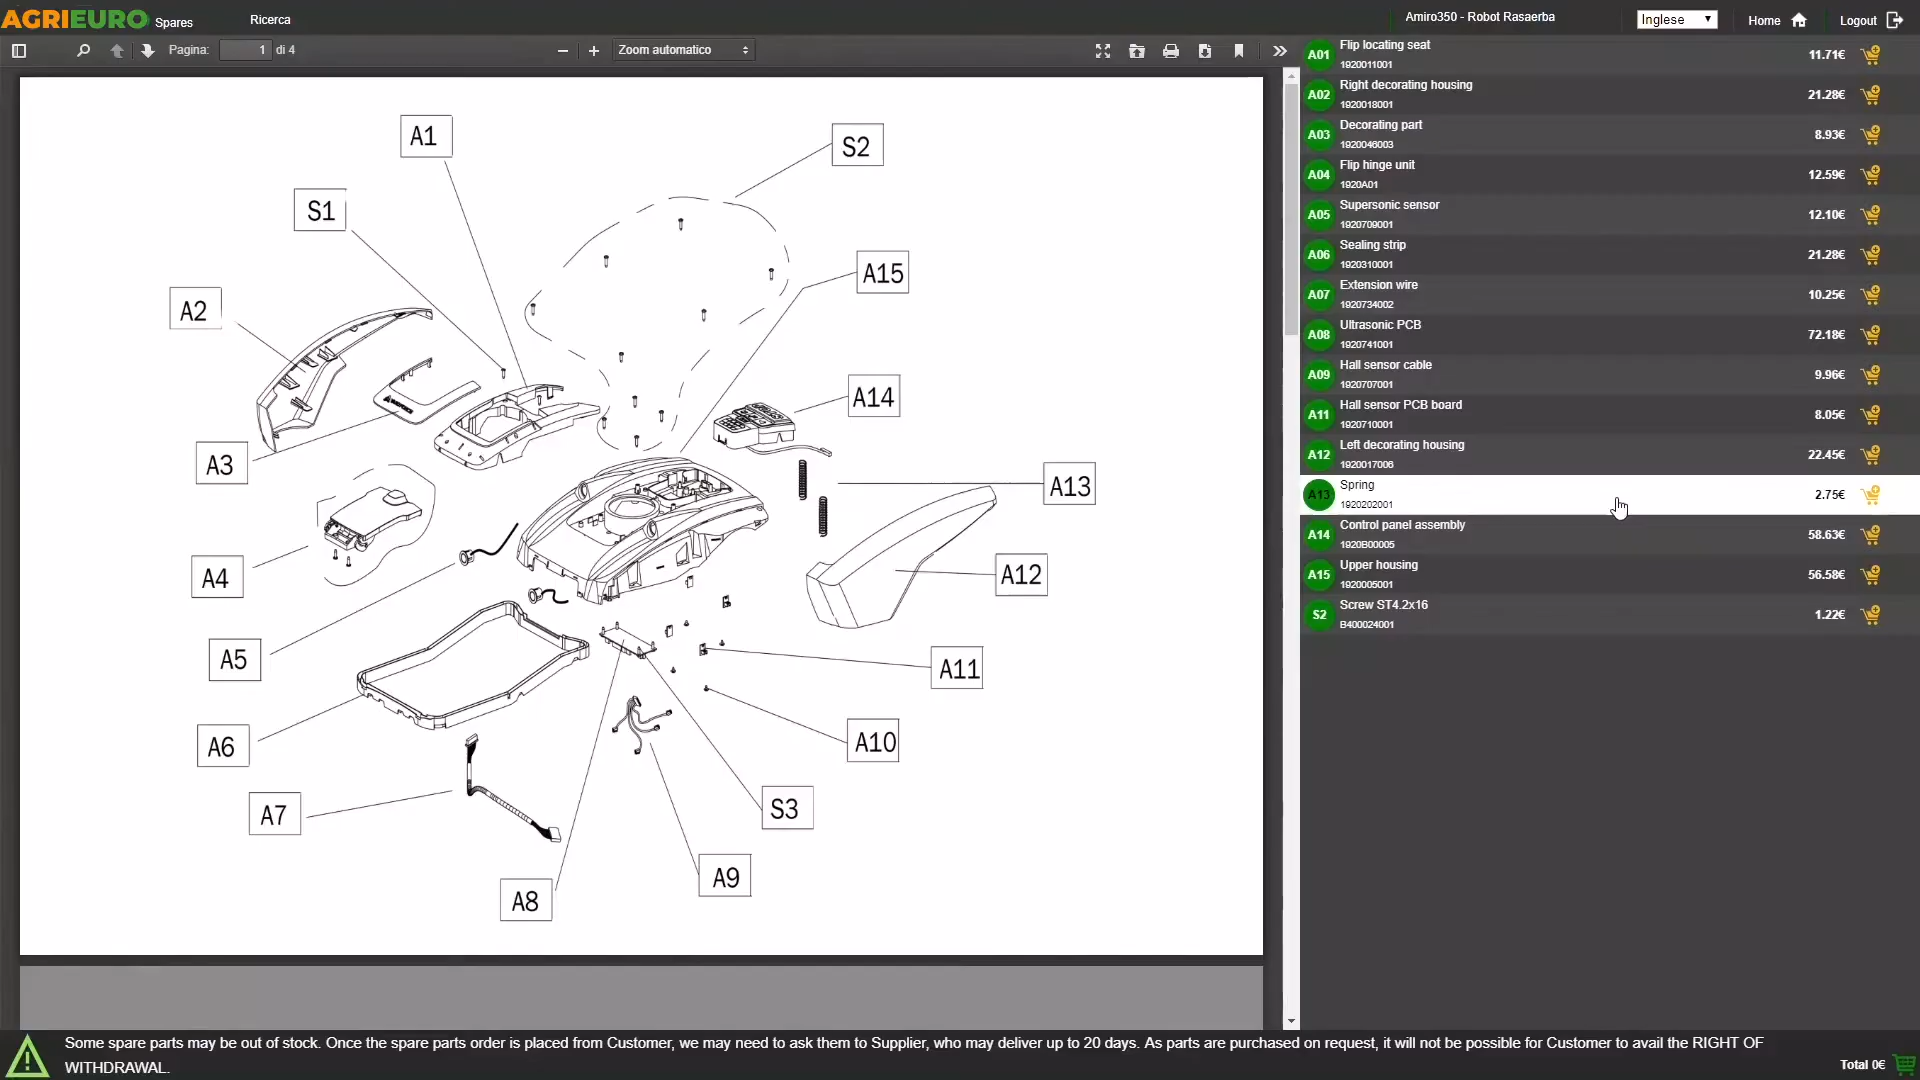 AGRIEURO Spares
Ricerca
Amiro350 - Robot Rasaerba
Inglese
Home
Logout
Pagina:
1
di 4
Zoom automatico
A1
S2
S1
A15
A2
A14
A3
A13
A4
A12
A5
A11
A6
A10
A7
S3
A9
A8
A01
Flip locating seat
1920011001
11.71€
A02
Right decorating housing
1920018001
21.28€
A03
Decorating part
1920046003
8.93€
A04
Flip hinge unit
1920A01
12.59€
A05
Supersonic sensor
1920709001
12.10€
A06
Sealing strip
1920310001
21.28€
A07
Extension wire
1920734002
10.25€
A08
Ultrasonic PCB
1920741001
72.18€
A09
Hall sensor cable
1920707001
9.96€
A11
Hall sensor PCB board
1920710001
8.05€
A12
Left decorating housing
1920017006
22.45€
A13
Spring
1920202001
2.75€
A14
Control panel assembly
1920B00005
58.63€
A15
Upper housing
1920005001
56.58€
S2
Screw ST4.2x16
B400024001
1.22€
Some spare parts may be out of stock. Once the spare parts order is placed from Customer, we may need to ask them to Supplier, who may deliver up to 20 days. As parts are purchased on request, it will not be possible for Customer to avail the RIGHT OF
WITHDRAWAL.
Total 0€